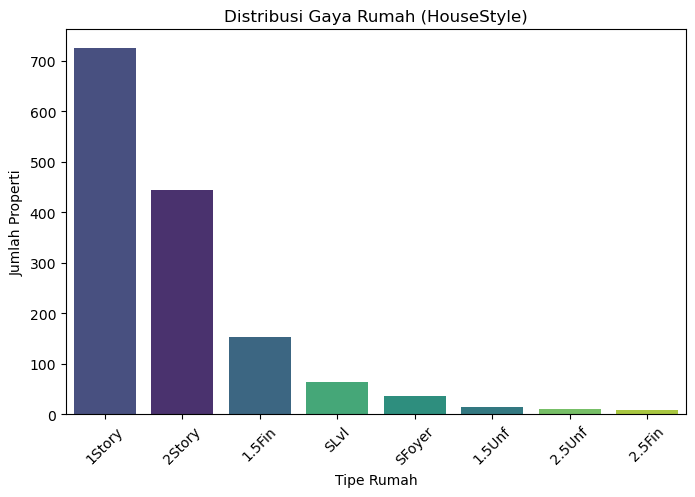 Distribusi Gaya Rumah (HouseStyle)
Jumlah Properti
700
600
500
400
300
200
100
0
1Story
2Story
1.5Fin
SLvl
SFoyer
1.5Unf
2.5Unf
2.5Fin
Tipe Rumah